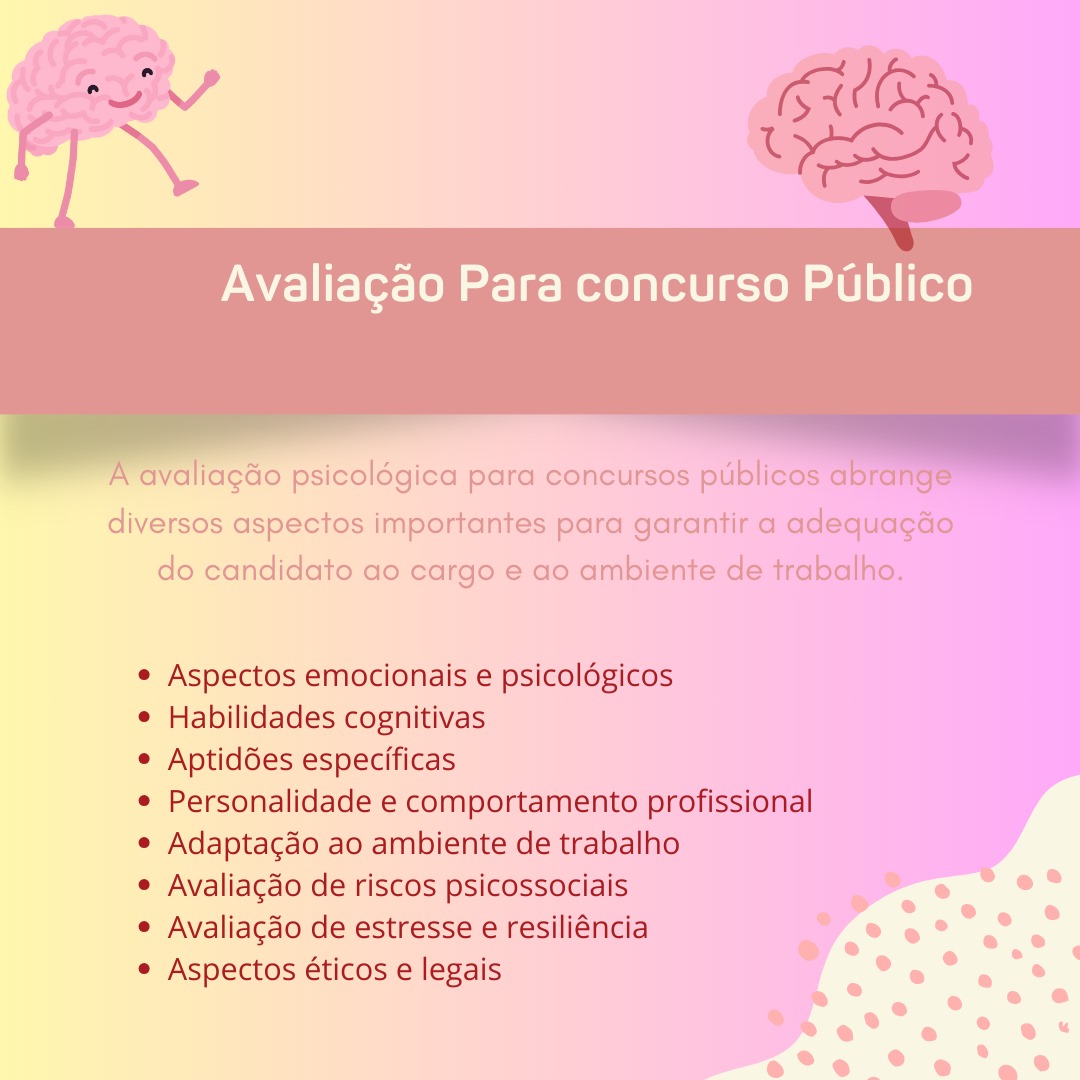 Avaliação Para concurso Público
A avaliação psicológica para concursos públicos abrange
diversos aspectos importantes para garantir a adequação
do candidato ao cargo e ao ambiente de trabalho.
• Aspectos emocionais e psicológicos
• Habilidades cognitivas
• Aptidões específicas
• Personalidade e comportamento profissional
• Adaptação ao ambiente de trabalho
• Avaliação de riscos psicossociais
• Avaliação de estresse e resiliência
• Aspectos éticos e legais